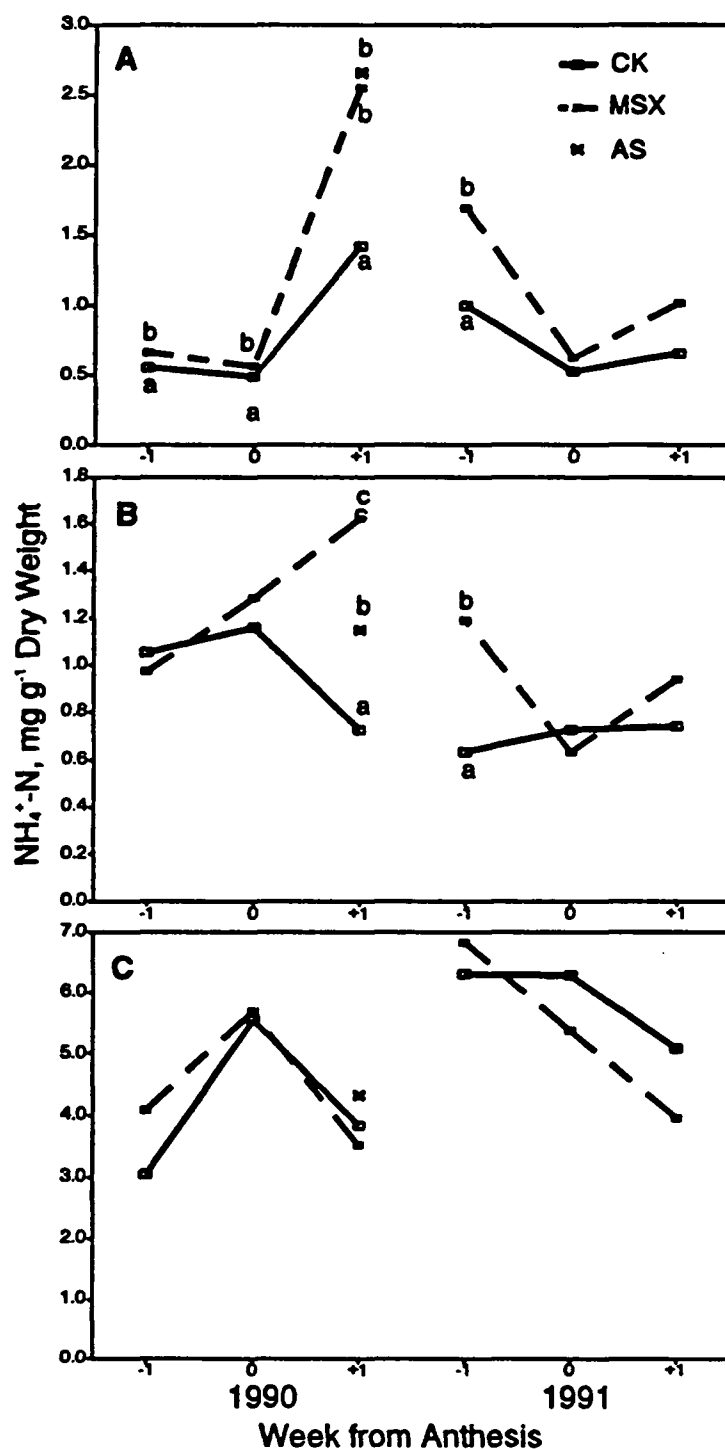 3.0
A
b
CK
2.5
b
MSX
AS
2.0
b
1.5
a
1.0
a
b
b
0.5
a
a
0.0
-1
0
+1
-1
0
+1
1.8
B
c
1.6
c
1.4
1.2
b
b
1.0
a
0.8
0.6
a
0.4
0.2
0.0
-1
0
+1
-1
0
+1
7.0
C
6.0
5.0
4.0
3.0
2.0
1.0
0.0
-1
0
+1
-1
0
+1
1990
1991
Week from Anthesis
NH₄⁺-N, mg g⁻¹ Dry Weight